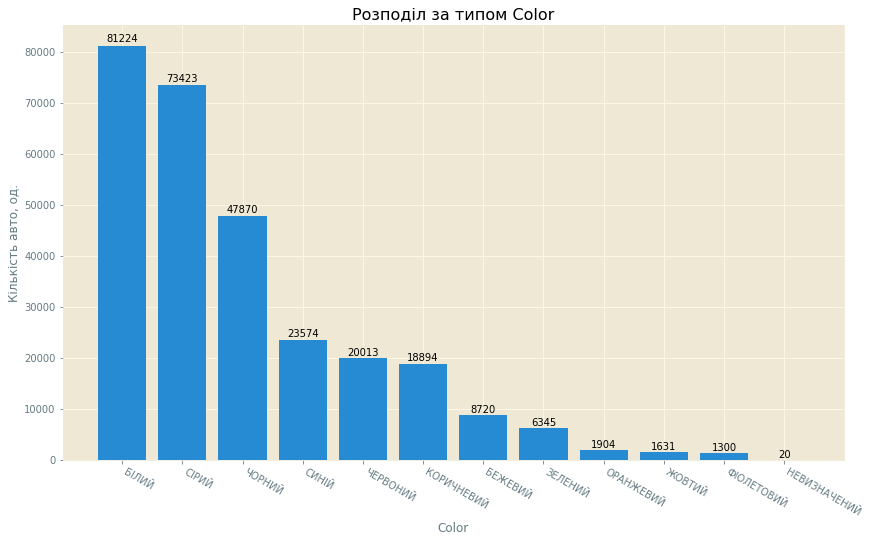 Розподіл за типом Color
Кількість авто, од.
80000
70000
60000
50000
40000
30000
20000
10000
0
81224
73423
47870
23574
20013
18894
8720
6345
1904
1631
1300
20
БІЛИЙ
СІРИЙ
ЧОРНИЙ
СИНІЙ
ЧЕРВОНИЙ
КОРИЧНЕВИЙ
БЕЖЕВИЙ
ЗЕЛЕНИЙ
ОРАНЖЕВИЙ
ЖОВТИЙ
ФІОЛЕТОВИЙ
НЕВИЗНАЧЕНИЙ
Color